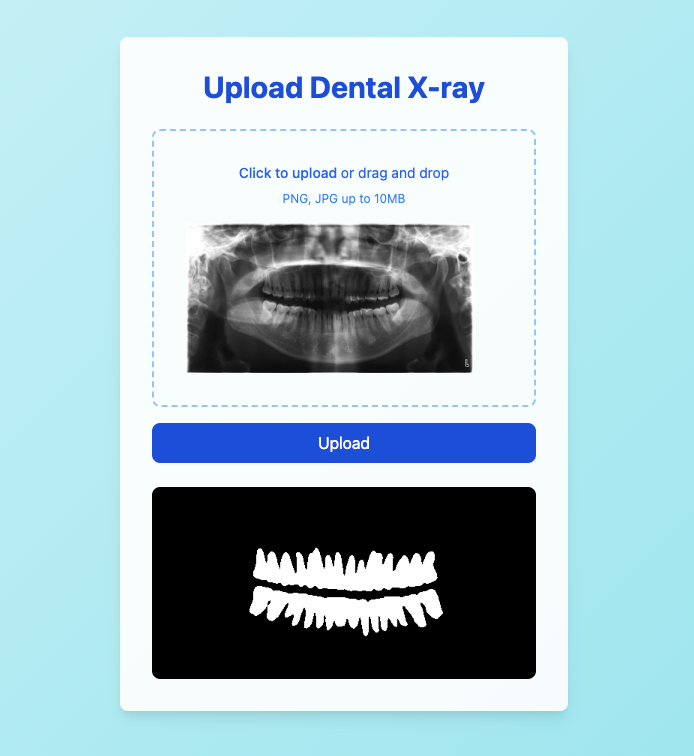 Upload Dental X-ray
Click to upload or drag and drop
PNG, JPG up to 10MB
Upload